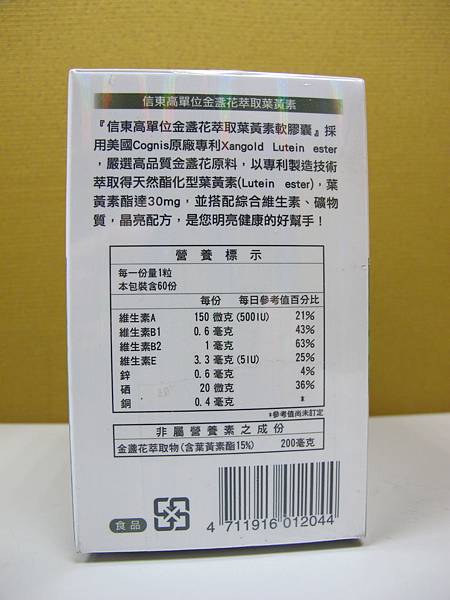 信東高單位金盞花萃取葉黃素
『信東高單位金盞花萃取葉黃素軟膠囊』採
用美國Cognis原廠專利Xangold Lutein ester
，嚴選高品質金盞花原料，以專利製造技術
萃取得天然酯化型葉黃素(Lutein ester)，葉
黃素酯達30mg，並搭配綜合維生素、礦物
質，晶亮配方，是您明亮健康的好幫手！
營養標示
每一份量1粒
本包裝含60份
每份 每日參考值百分比
維生素A 150 微克(500IU) 21%
維生素B1 0.6 毫克 43%
維生素B2 1 毫克 63%
維生素E 3.3 毫克(5IU) 25%
鋅 0.6 毫克 4%
硒 20 微克 36%
銅 0.4 毫克 *
*參考值尚未訂定
非屬營養素之成份
金盞花萃取物(含葉黃素酯15%) 200毫克
食品
4 711916 012044